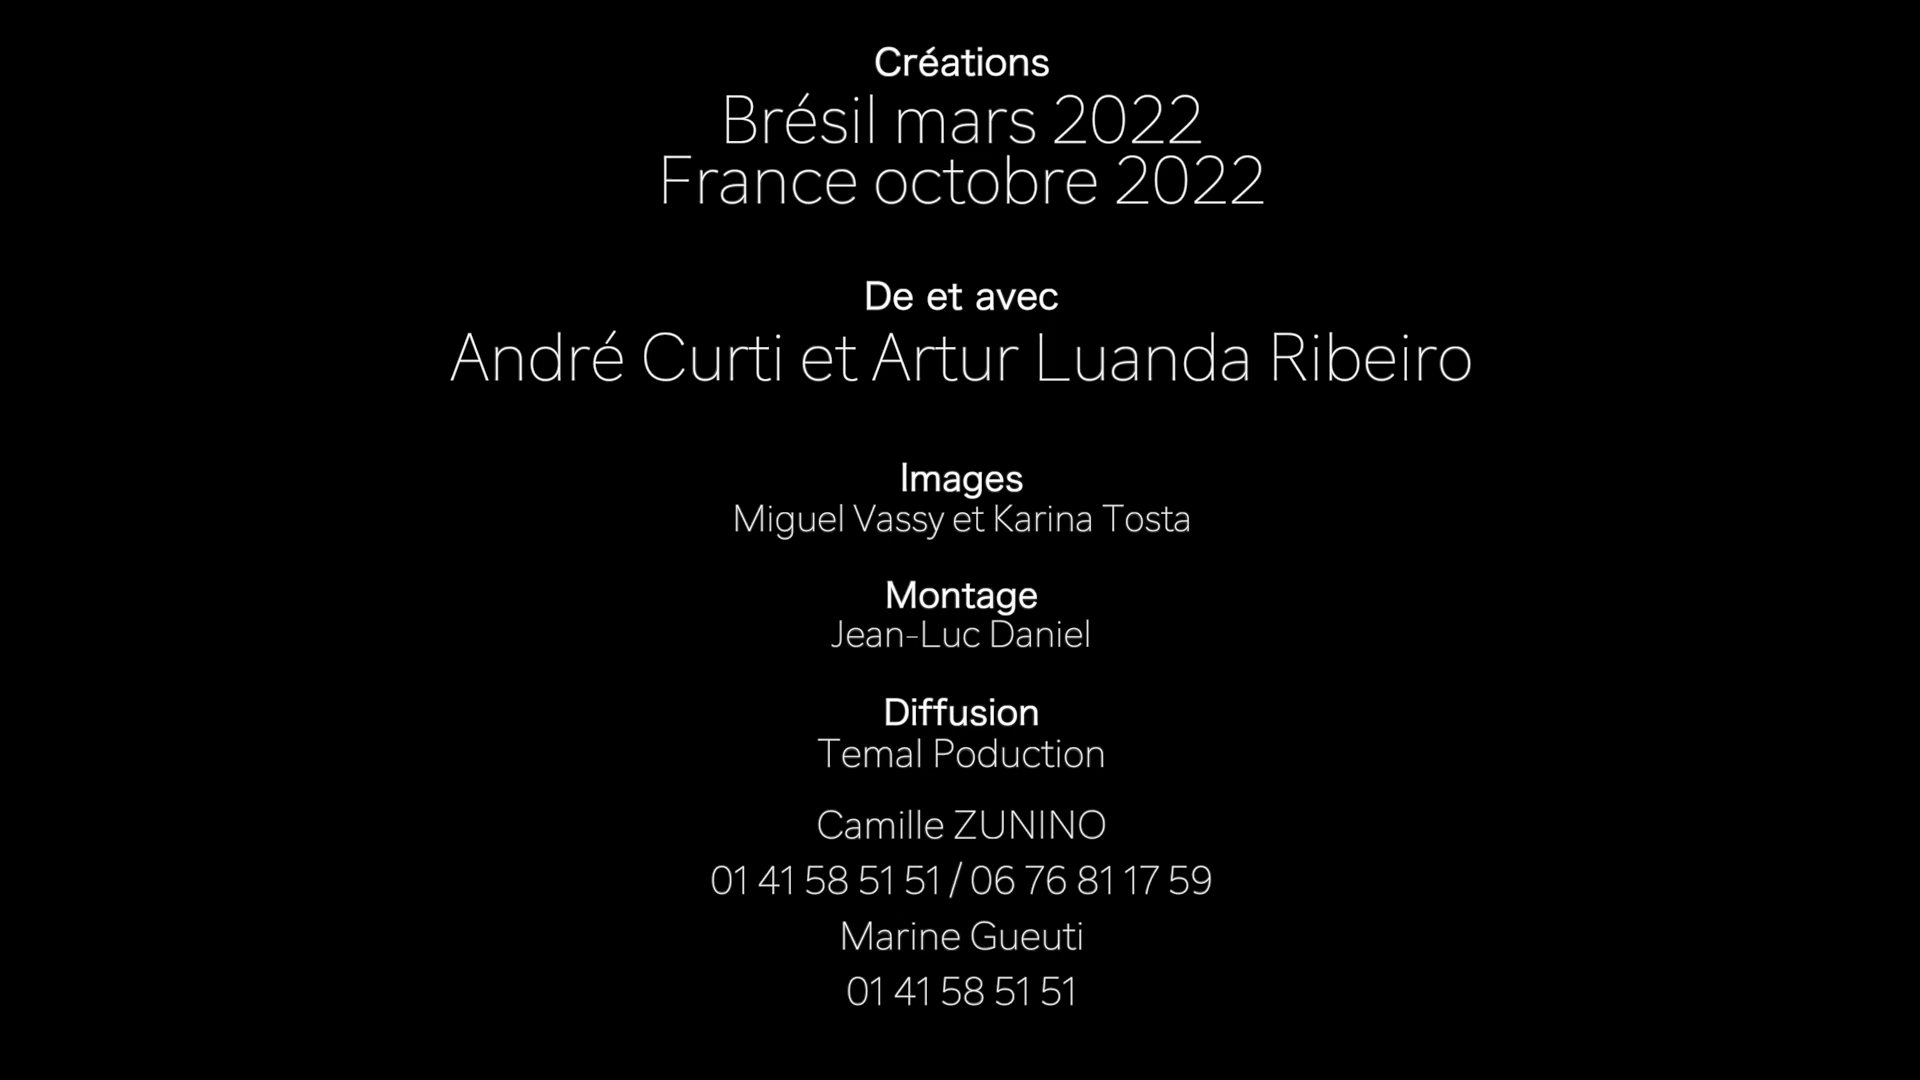 Créations
Brésil mars 2022
France octobre 2022
De et avec
André Curti et Artur Luanda Ribeiro
Images
Miguel Vassy et Karina Tosta
Montage
Jean-Luc Daniel
Diffusion
Temal Poduction
Camille ZUNINO
01 41 58 51 51 / 06 76 81 17 59
Marine Gueuti
01 41 58 51 51